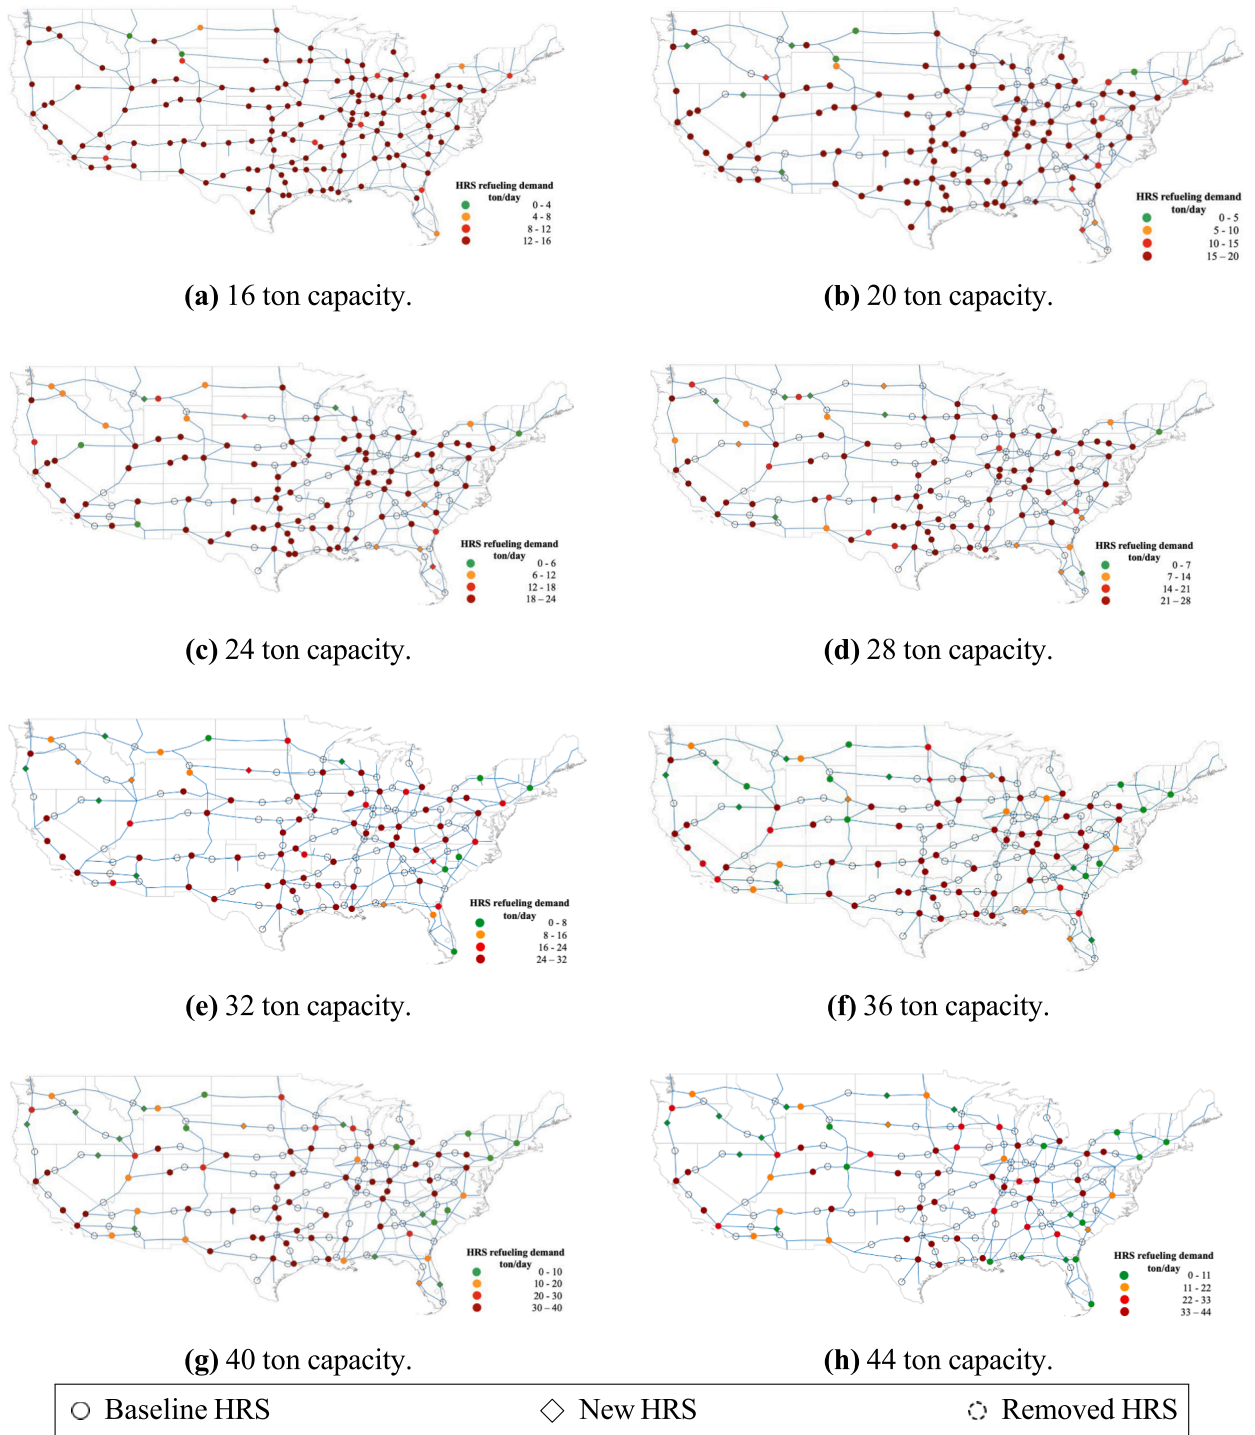 HRS refueling demand
ton/day
0 - 4
4 - 8
8 - 12
12 - 16
HRS refueling demand
ton/day
0 - 5
5 - 10
10 - 15
15 – 20
(a) 16 ton capacity.
(b) 20 ton capacity.
HRS refueling demand
ton/day
0 - 6
6 - 12
12 - 18
18 – 24
HRS refueling demand
ton/day
0 - 7
7 - 14
14 - 21
21 – 28
(c) 24 ton capacity.
(d) 28 ton capacity.
HRS refueling demand
ton/day
0 - 8
8 - 16
16 - 24
24 – 32
(e) 32 ton capacity.
(f) 36 ton capacity.
HRS refueling demand
ton/day
0 - 10
10 - 20
20 - 30
30 – 40
HRS refueling demand
ton/day
0 - 11
11 - 22
22 - 33
33 – 44
(g) 40 ton capacity.
(h) 44 ton capacity.
Baseline HRS
New HRS
Removed HRS